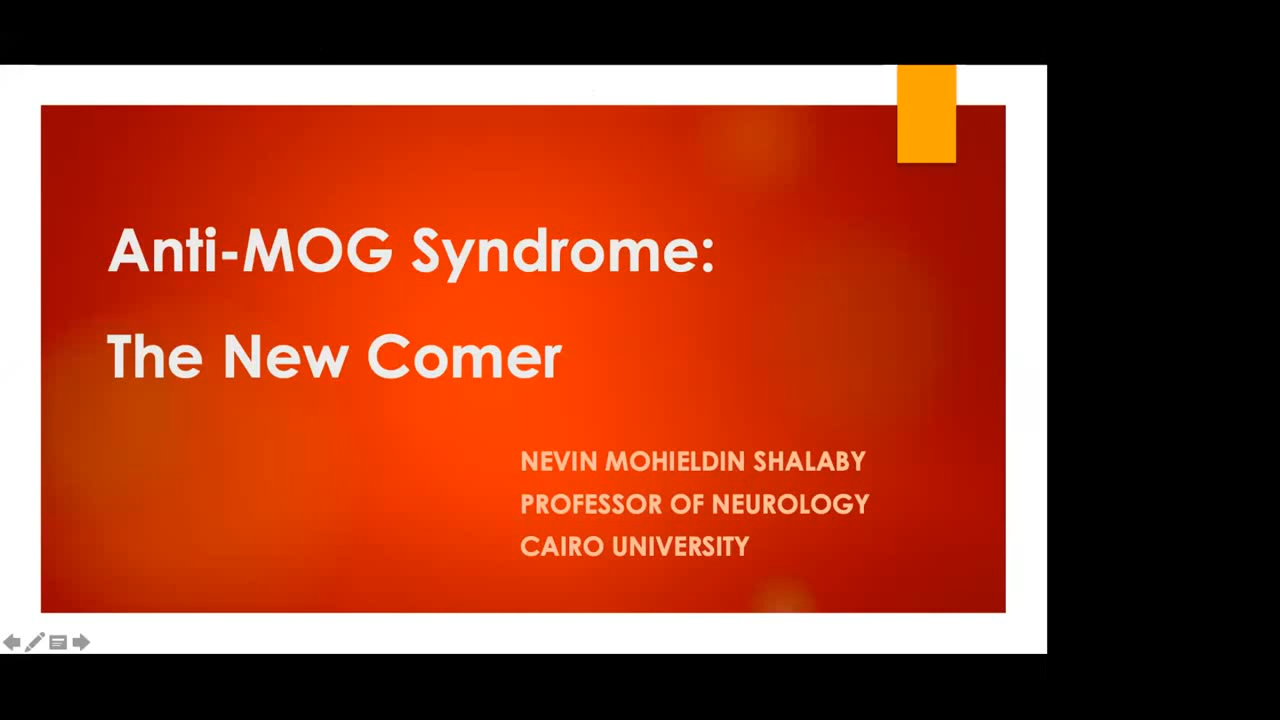 Anti-MOG Syndrome:
The New Comer
NEVIN MOHIELDIN SHALABY
PROFESSOR OF NEUROLOGY
CAIRO UNIVERSITY